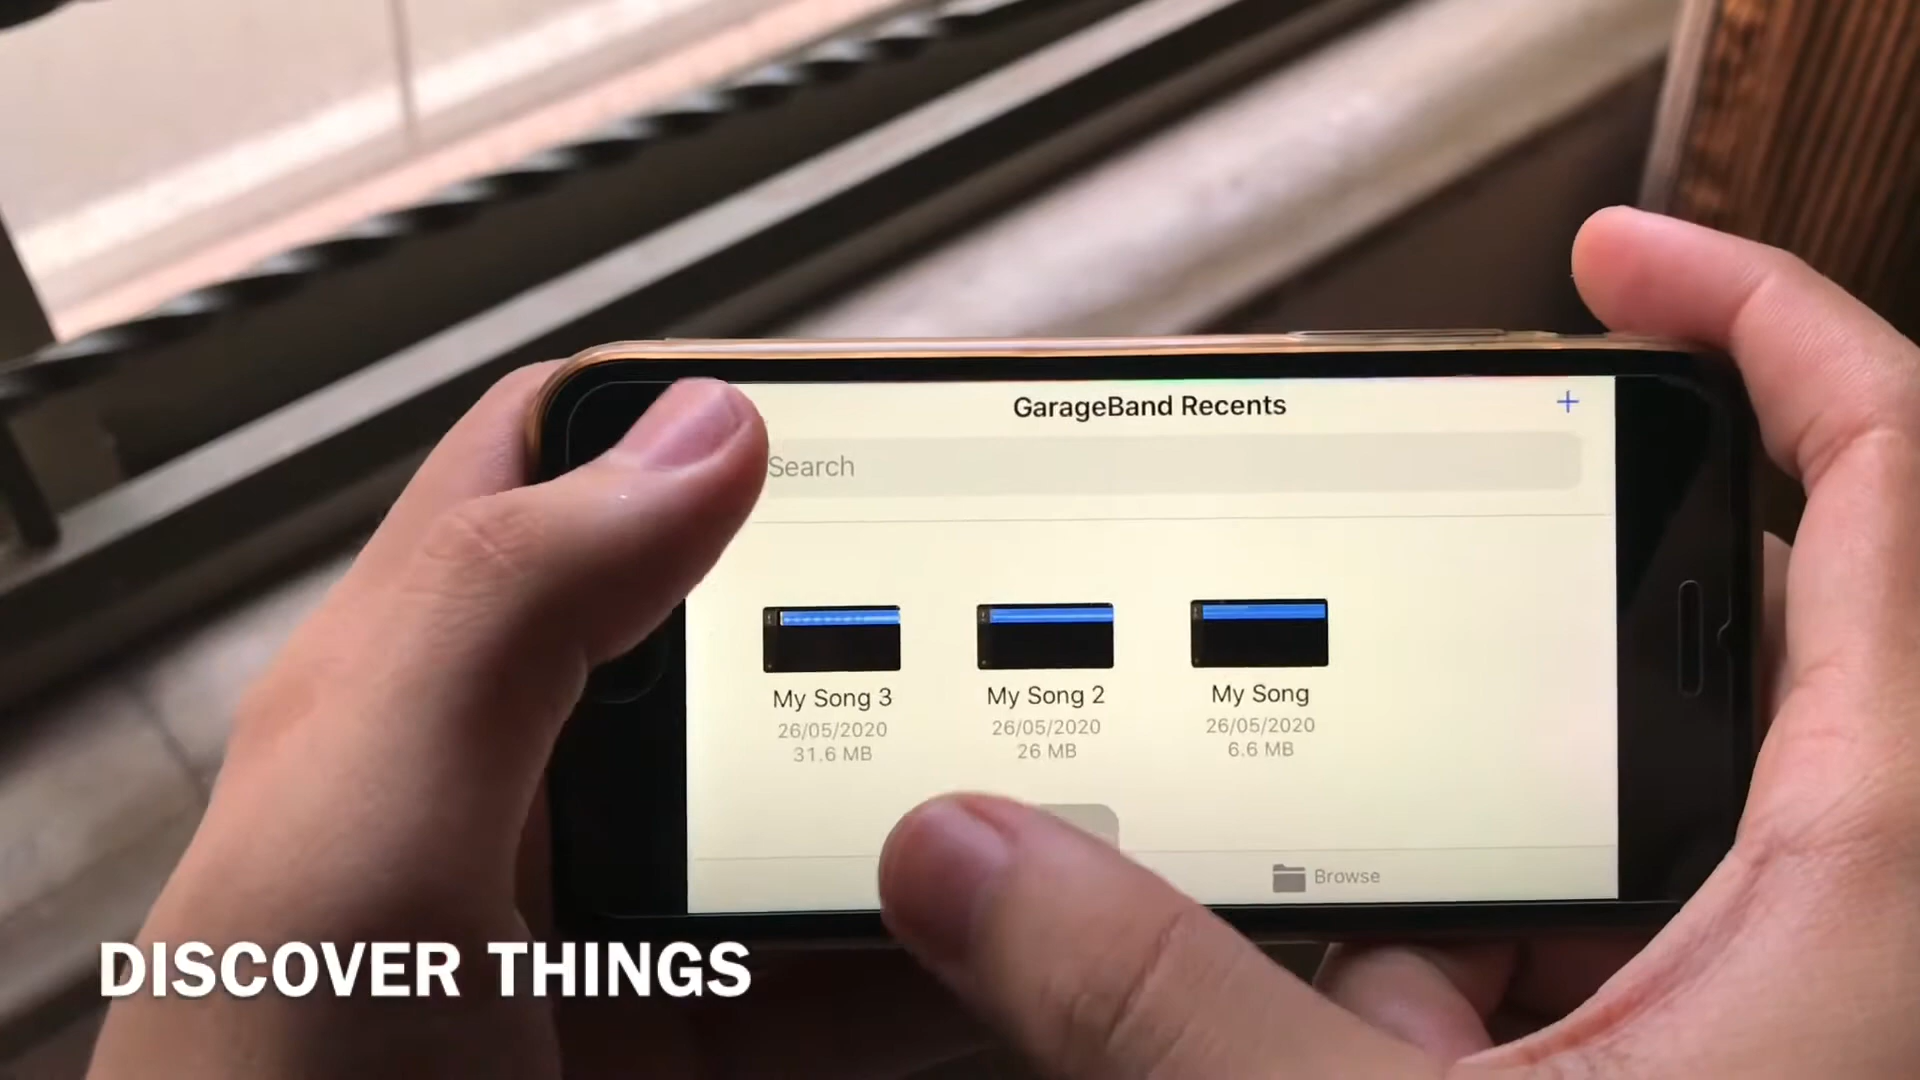 GarageBand Recents
+
Search
My Song 3
26/05/2020
31.6 MB
My Song 2
26/05/2020
26 MB
My Song
26/05/2020
6.6 MB
Browse
DISCOVER THINGS